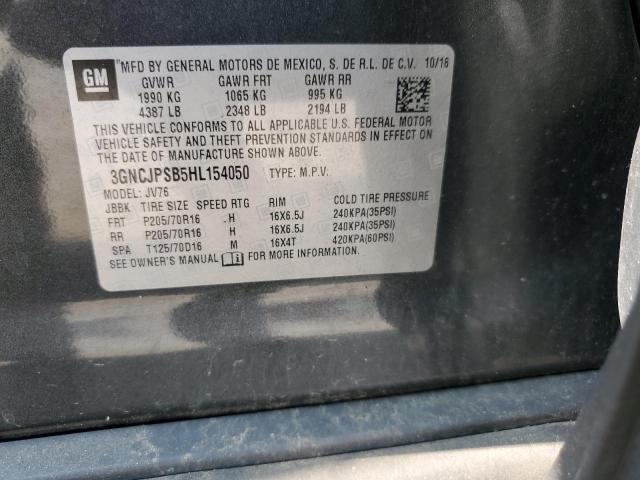 GM
*MFD BY GENERAL MOTORS DE MEXICO, S. DE R.L. DE C.V. 10/16
GVWR GAWR FRT GAWR RR
1990 KG 1065 KG 995 KG
4387 LB 2348 LB 2194 LB
THIS VEHICLE CONFORMS TO ALL APPLICABLE U.S. FEDERAL MOTOR
VEHICLE SAFETY AND THEFT PREVENTION STANDARDS IN EFFECT ON
THE DATE OF MANUFACTURE SHOWN ABOVE.
3GNCJPSB5HL154050 TYPE: M.P.V.
MODEL: JV76
JBBK TIRE SIZE SPEED RTG RIM COLD TIRE PRESSURE
FRT P205/70R16 .H 16X6.5J 240KPA(35PSI)
RR P205/70R16 .H 16X6.5J 240KPA(35PSI)
SPA T125/70D16 M 16X4T 420KPA(60PSI)
SEE OWNER'S MANUAL FOR MORE INFORMATION.